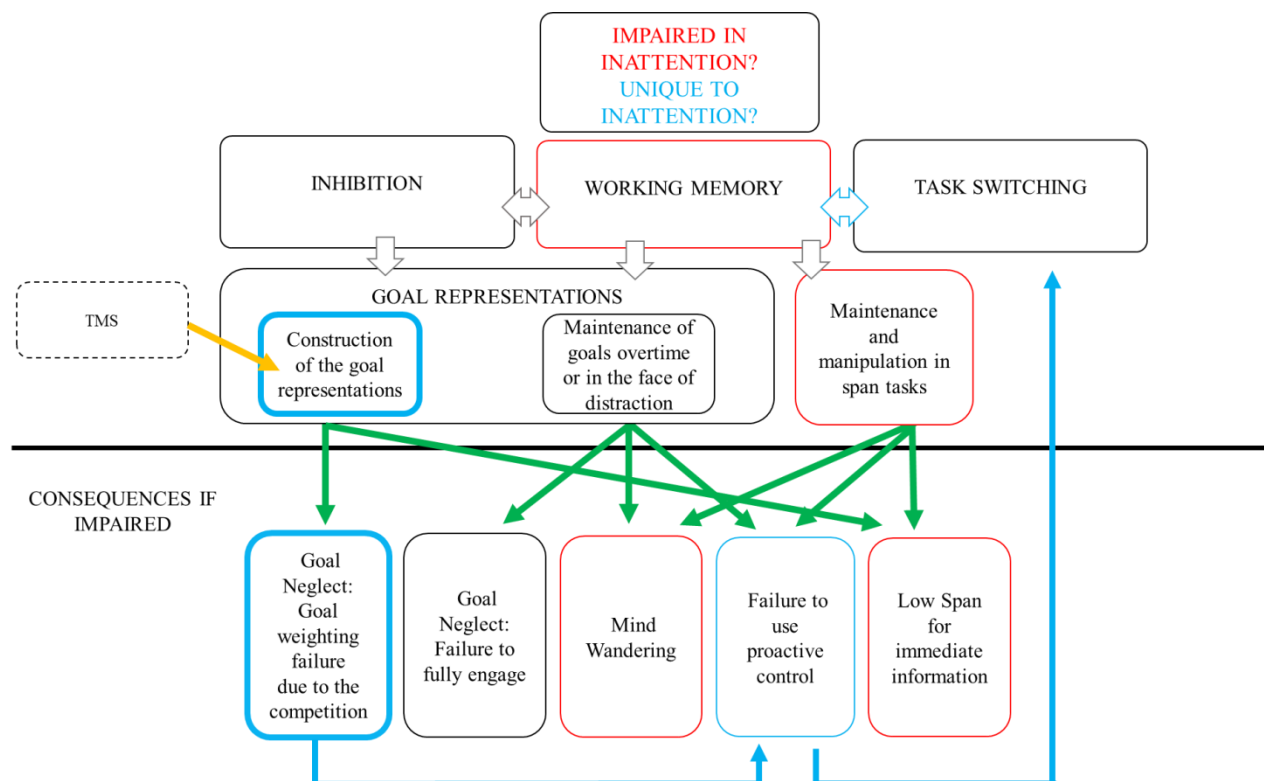 IMPAIRED IN
INATTENTION?
UNIQUE TO
INATTENTION?
INHIBITION
WORKING MEMORY
TASK SWITCHING
TMS
GOAL REPRESENTATIONS
Construction
of the goal
representations
Maintenance of
goals overtime
or in the face of
distraction
Maintenance
and
manipulation in
span tasks
CONSEQUENCES IF
IMPAIRED
Goal
Neglect:
Goal
weighting
failure
due to the
competition
Goal
Neglect:
Failure to
fully engage
Mind
Wandering
Failure to
use
proactive
control
Low Span
for
immediate
information